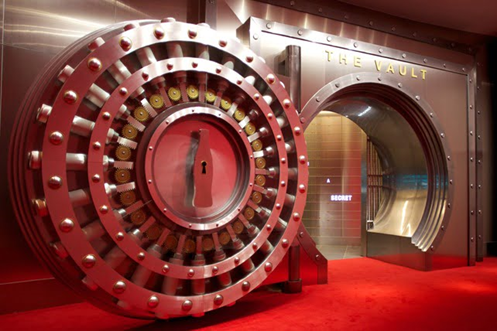 THE VAULT
A
SECRET